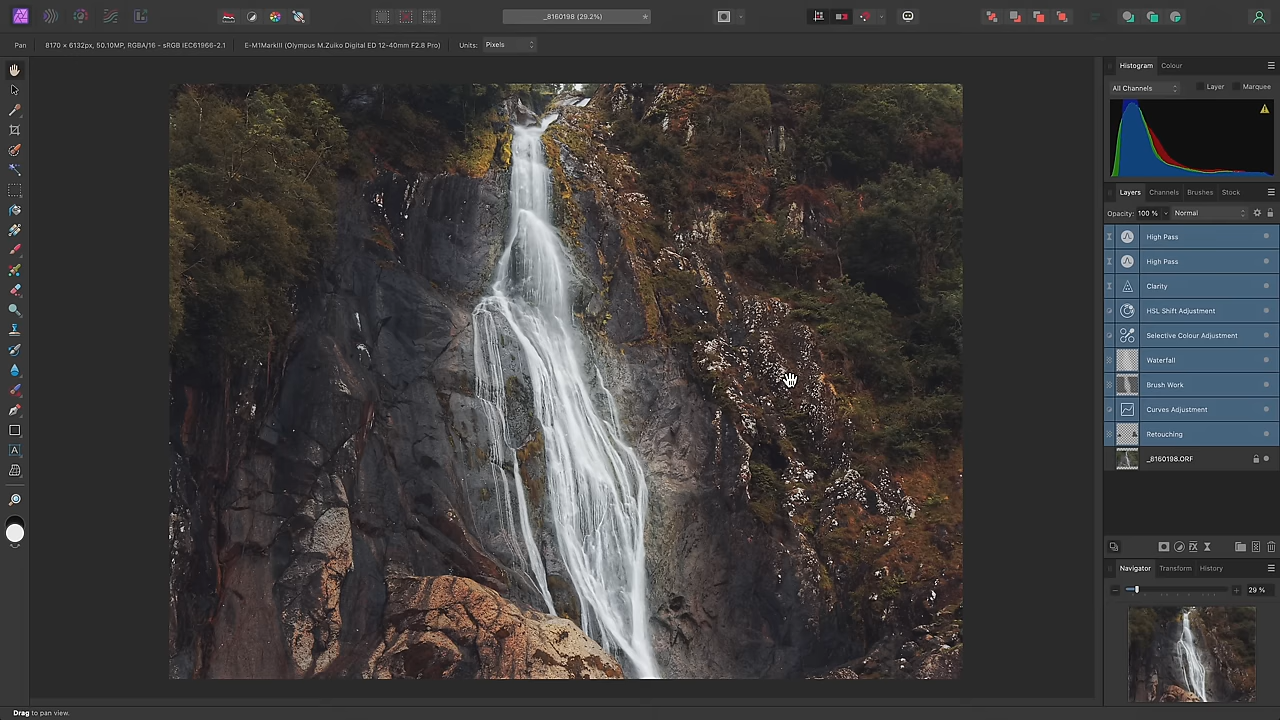 _8160198 (29.2%)
Pan
8170 × 6132px, 50.10MP, RGBA/16 - sRGB IEC61966-2.1
E-M1MarkIII (Olympus M.Zuiko Digital ED 12-40mm F2.8 Pro)
Units:
Pixels
Histogram
Colour
All Channels
Layer
Marquee
Layers
Channels
Brushes
Stock
Opacity:
100 %
Normal
High Pass
High Pass
Clarity
HSL Shift Adjustment
Selective Colour Adjustment
Waterfall
Brush Work
Curves Adjustment
Retouching
_8160198.ORF
Navigator
Transform
History
29 %
Drag to pan view.